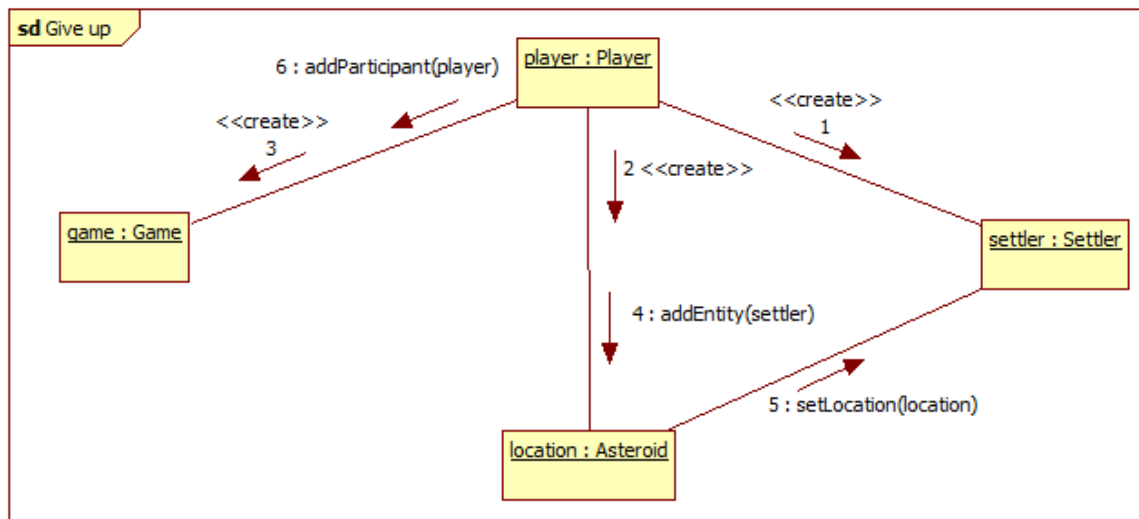 sd Give up
player : Player
6 : addParticipant(player)
<<create>>
1
<<create>>
3
2 <<create>>
game : Game
settler : Settler
4 : addEntity(settler)
5 : setLocation(location)
location : Asteroid